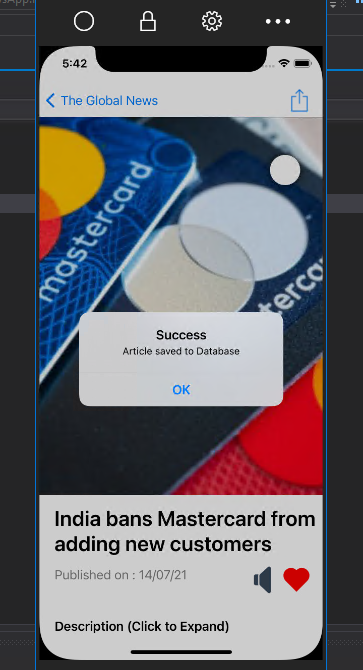 5:42
The Global News
mastercard
masterca
Success
Article saved to Database
OK
India bans Mastercard from
adding new customers
Published on : 14/07/21
Description (Click to Expand)